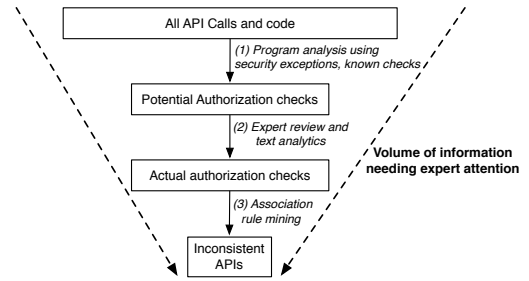 All API Calls and code
(1) Program analysis using
security exceptions, known checks
Potential Authorization checks
(2) Expert review and
text analytics
Volume of information
needing expert attention
Actual authorization checks
(3) Association
rule mining
Inconsistent
APIs